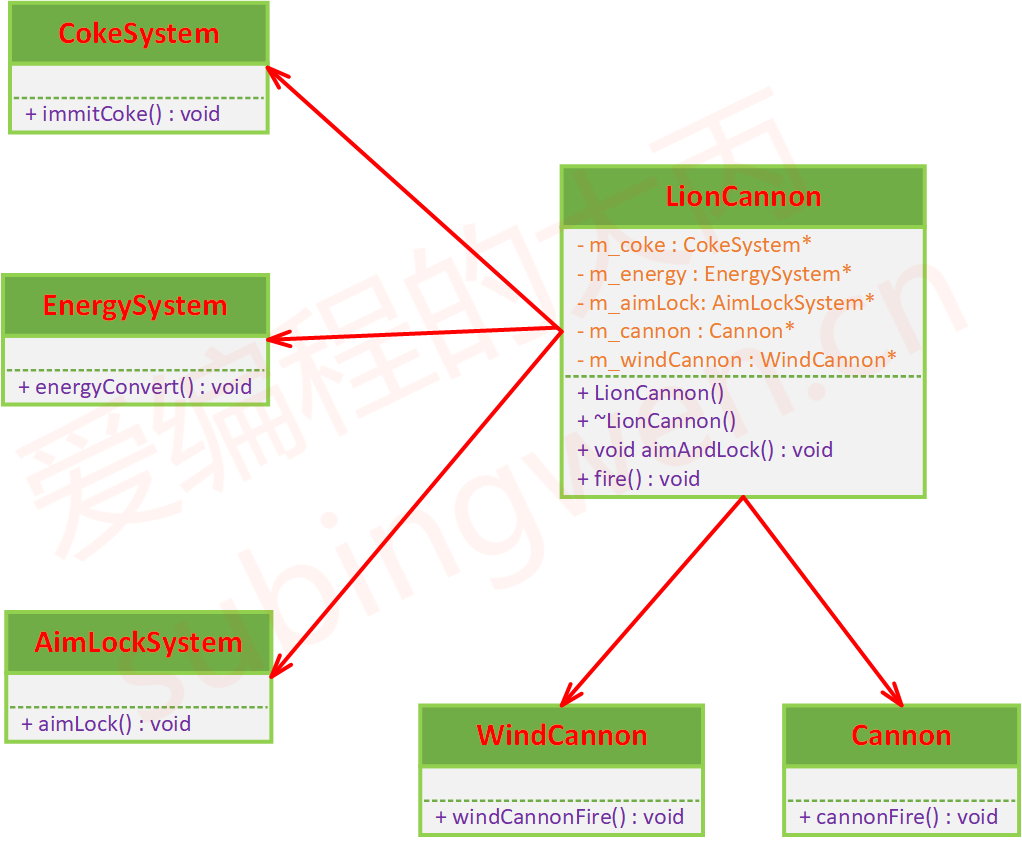 CokeSystem
+ immitCoke() : void
LionCannon
- m_coke : CokeSystem*
- m_energy : EnergySystem*
- m_aimLock: AimLockSystem*
- m_cannon : Cannon*
- m_windCannon : WindCannon*
+ LionCannon()
+ ~LionCannon()
+ void aimAndLock() : void
+ fire() : void
EnergySystem
+ energyConvert() : void
AimLockSystem
+ aimLock() : void
WindCannon
+ windCannonFire() : void
Cannon
+ cannonFire() : void
爱编程的大丙
subingwen.cn